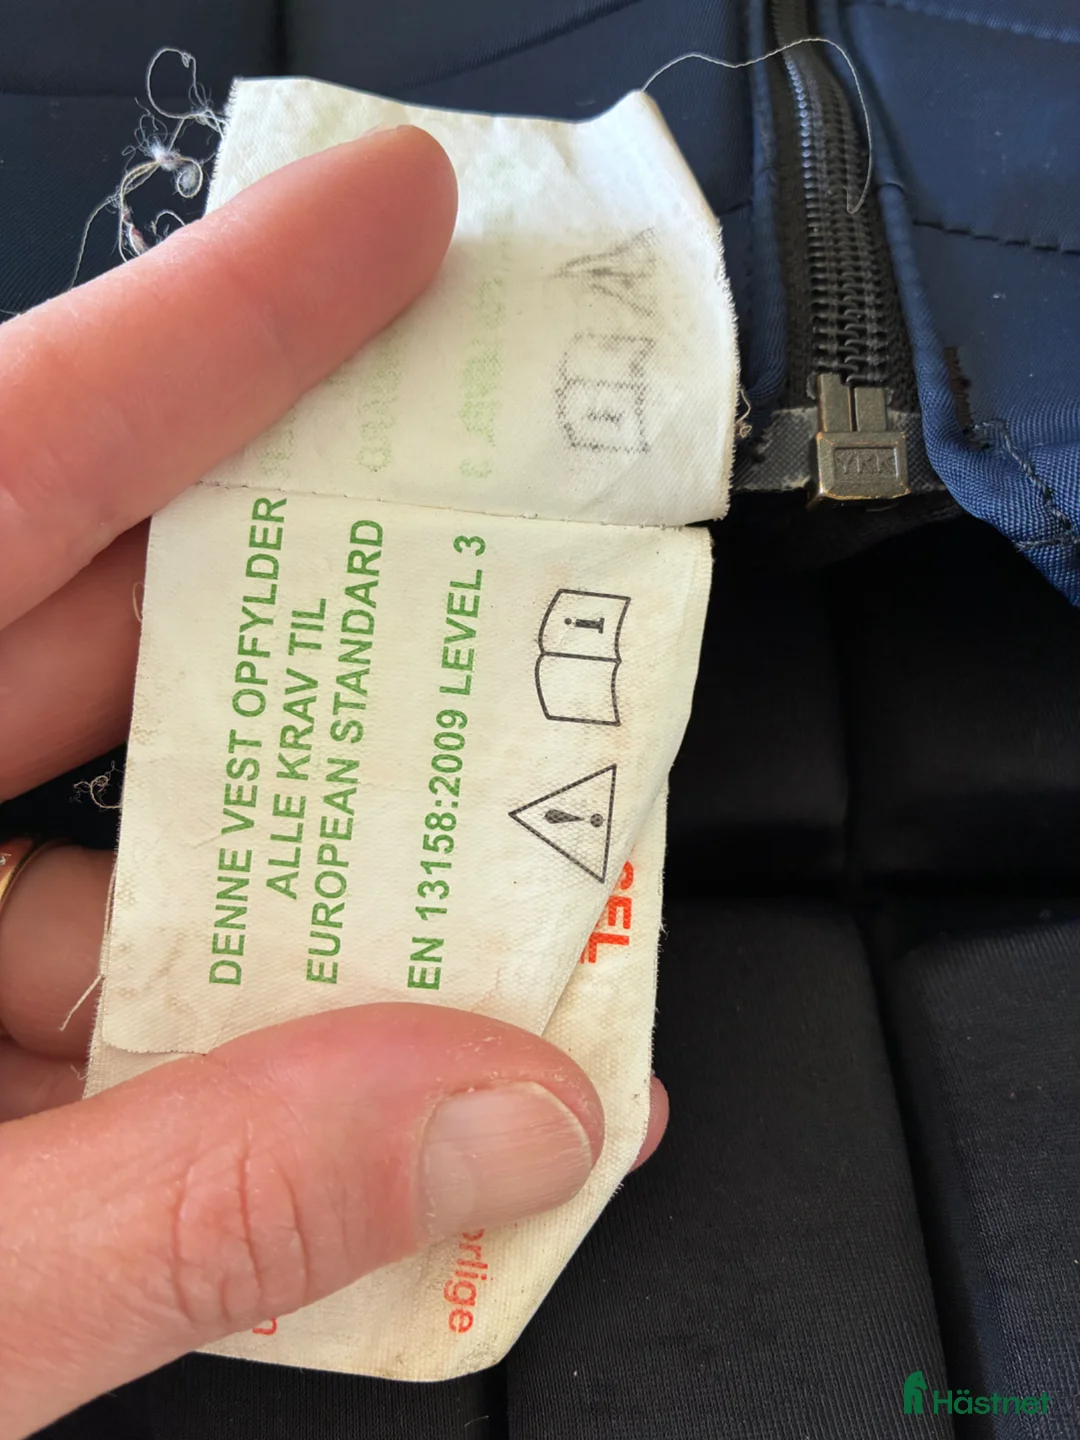 DENNE VEST OPFYLDER
ALLE KRAV TIL
EUROPEAN STANDARD
EN 13158:2009 LEVEL 3
i
!
YKK
Hästnet